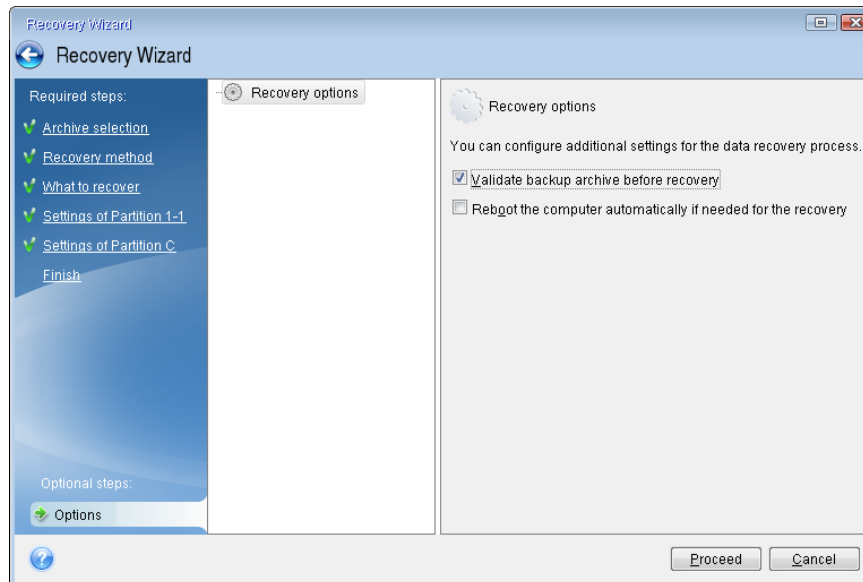 Recovery Wizard
Recovery Wizard
Required steps:
Archive selection
Recovery method
What to recover
Settings of Partition 1-1
Settings of Partition C
Finish
Optional steps:
Options
Recovery options
Recovery options
You can configure additional settings for the data recovery process.
Validate backup archive before recovery
Reboot the computer automatically if needed for the recovery
?
Proceed
Cancel